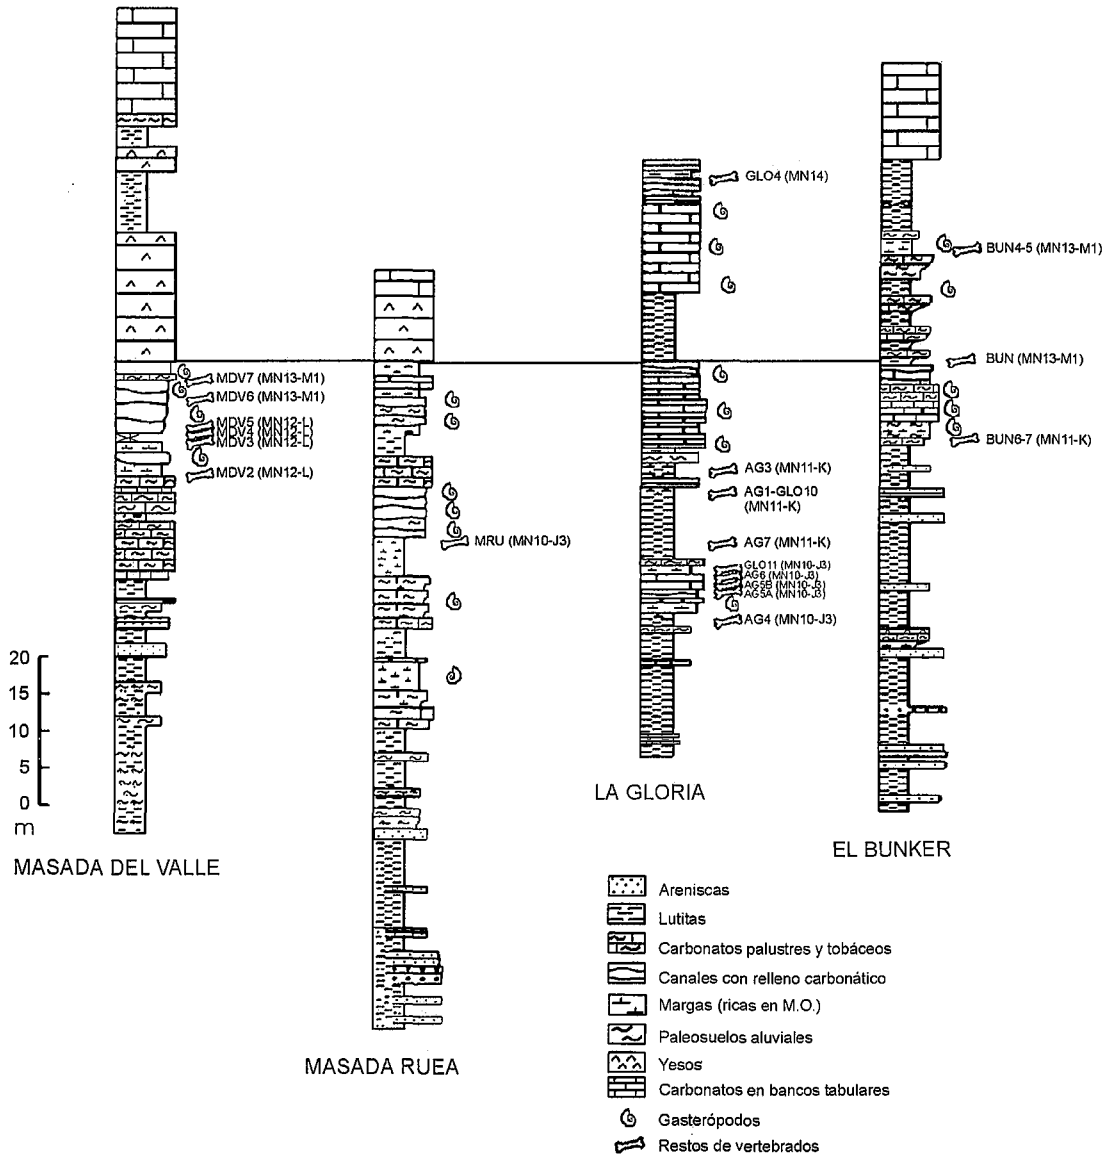 GLO4 (MN14)
BUN4-5 (MN13-M1)
BUN (MN13-M1)
MDV7 (MN13-M1)
MDV6 (MN13-M1)
MDV5 (MN12-L)
MDV4 (MN12-L)
MDV3 (MN12-L)
BUN6-7 (MN11-K)
MDV2 (MN12-L)
AG3 (MN11-K)
AG1-GLO10
(MN11-K)
MRU (MN10-J3)
AG7 (MN11-K)
GLO11 (MN10-J3)
AG6 (MN10-J3)
AG5B (MN10-J3)
AG5A (MN10-J3)
AG4 (MN10-J3)
20
15
10
5
0
m
LA GLORIA
EL BUNKER
MASADA DEL VALLE
MASADA RUEA
Areniscas
Lutitas
Carbonatos palustres y tobáceos
Canales con relleno carbonático
Margas (ricas en M.O.)
Paleosuelos aluviales
Yesos
Carbonatos en bancos tabulares
Gasterópodos
Restos de vertebrados